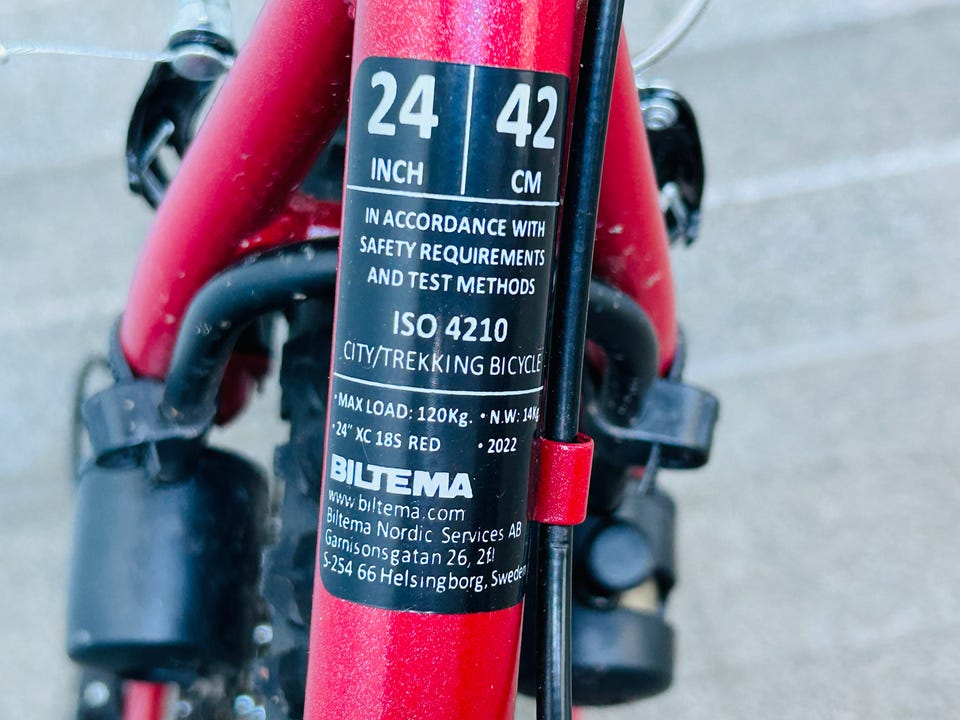 24 42
INCH CM
IN ACCORDANCE WITH
SAFETY REQUIREMENTS
AND TEST METHODS
ISO 4210
CITY/TREKKING BICYCLE
•MAX LOAD: 120Kg. • N.W: 14Kg
•24" XC 18S RED • 2022
BILTEMA
www.biltema.com
Biltema Nordic Services AB
Garnisonsgatan 26, 2fl
S-254 66 Helsingborg, Sweden